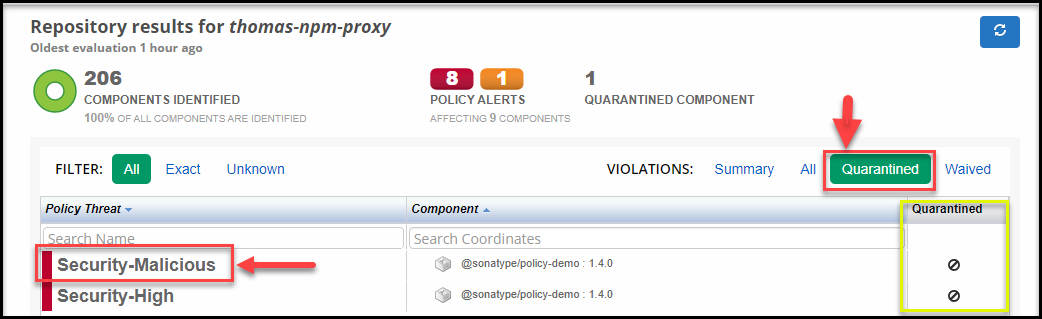 Repository results for thomas-npm-proxy
Oldest evaluation 1 hour ago
206
COMPONENTS IDENTIFIED
100% OF ALL COMPONENTS ARE IDENTIFIED
8 1
POLICY ALERTS
AFFECTING 9 COMPONENTS
1
QUARANTINED COMPONENT
FILTER: All Exact Unknown VIOLATIONS: Summary All Quarantined Waived
Policy Threat Component Quarantined
Search Name Search Coordinates
Security-Malicious @sonatype/policy-demo : 1.4.0
Security-High @sonatype/policy-demo : 1.4.0